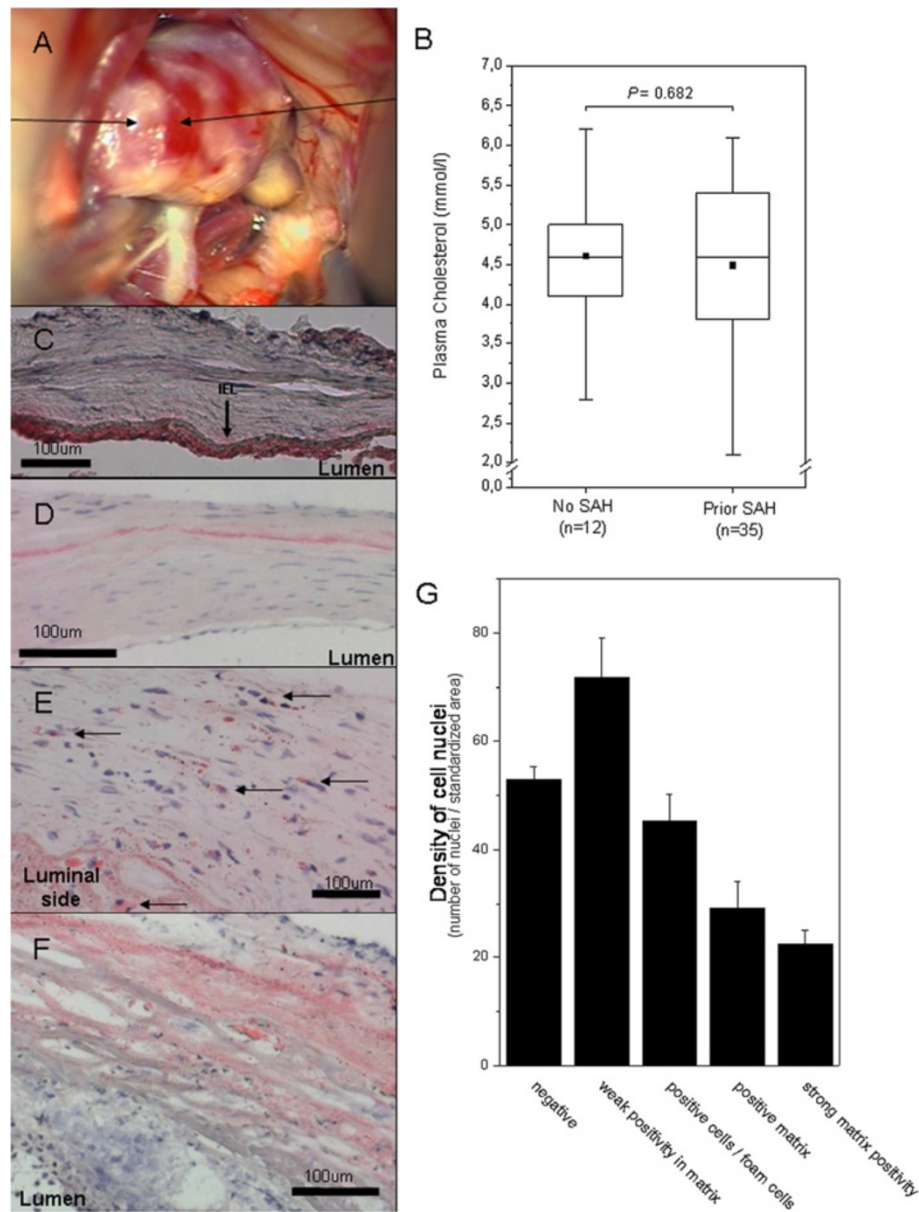 A
B
7,0
6,5
6,0
5,5
5,0
4,5
4,0
3,5
3,0
2,5
2,0
0,0
Plasma Cholesterol (mmol/l)
P = 0.682
No SAH
(n=12)
Prior SAH
(n=35)
C
IEL
100um
Lumen
D
100um
Lumen
E
Luminal
side
100um
F
100um
Lumen
G
Density of cell nuclei
(number of nuclei / standardized area)
80
60
40
20
0
negative
weak positivity in matrix
positive cells / foam cells
positive matrix
strong matrix positivity